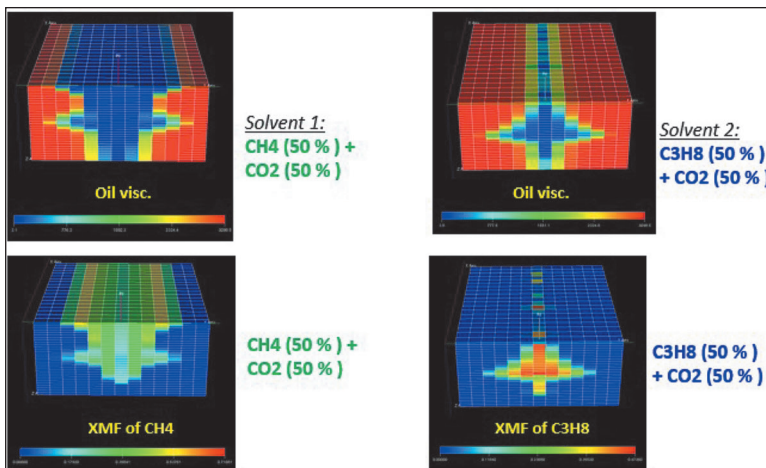 Solvent 1:
CH4 (50 % ) +
CO2 (50 % )
Oil visc.
Solvent 2:
C3H8 (50 % )
+ CO2 (50 % )
Oil visc.
CH4 (50 % ) +
CO2 (50 % )
XMF of CH4
C3H8 (50 % )
+ CO2 (50 % )
XMF of C3H8